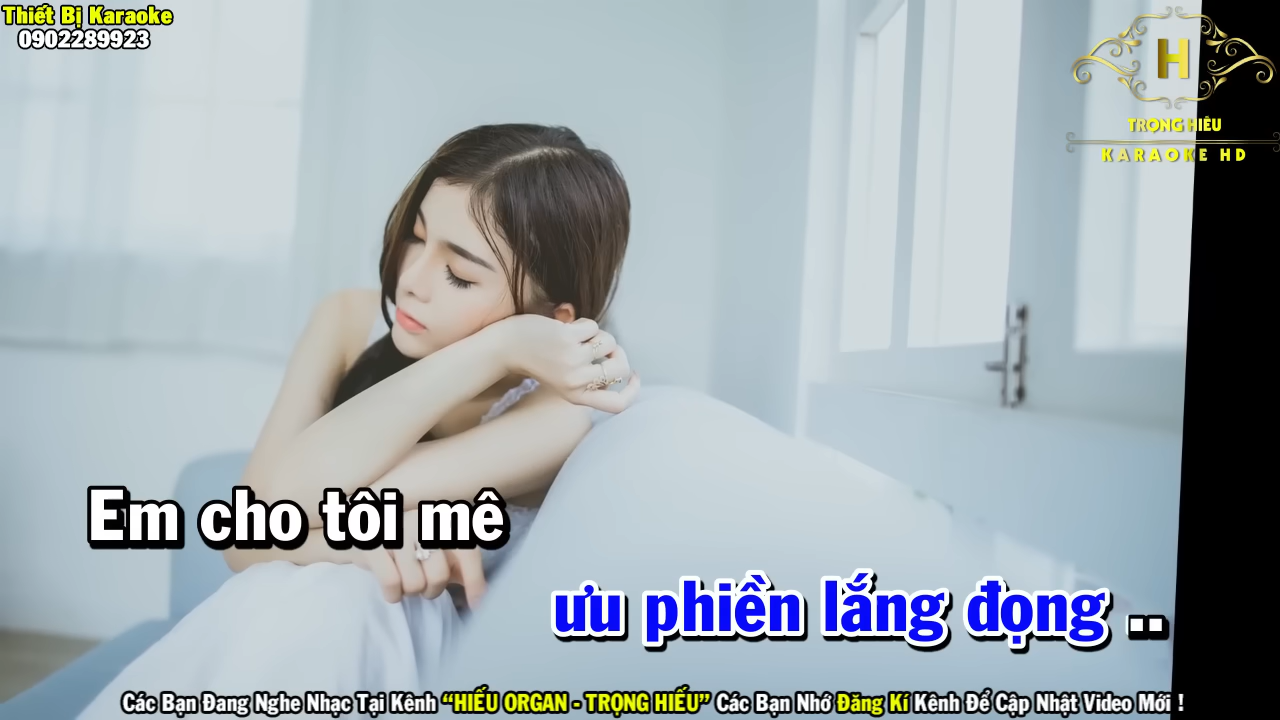 Thiết Bị Karaoke
0902289923
H
TRỌNG HIẾU
KARAOKE HD
Em cho tôi mê
ưu phiền lắng đọng ..
Các Bạn Đang Nghe Nhạc Tại Kênh “HIẾU ORGAN - TRỌNG HIẾU” Các Bạn Nhớ Đăng Kí Kênh Để Cập Nhật Video Mới !